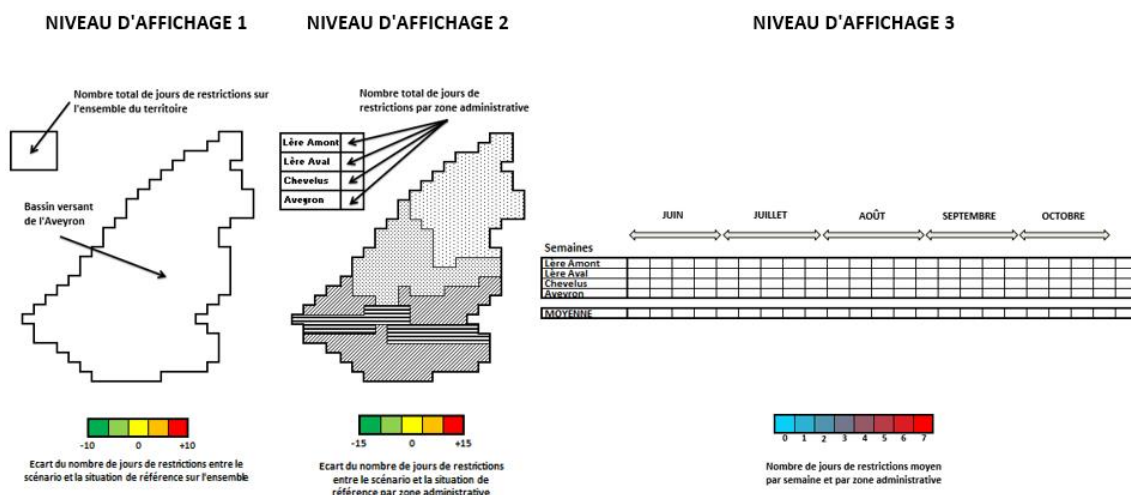 NIVEAU D'AFFICHAGE 1
Nombre total de jours de restrictions sur
l'ensemble du territoire
Bassin versant
de l'Aveyron
-10 0 +10
Ecart du nombre de jours de restrictions entre le
scénario et la situation de référence sur l'ensemble
NIVEAU D'AFFICHAGE 2
Nombre total de jours de
restrictions par zone administrative
Lère Amont
Lère Aval
Chevelus
Aveyron
-15 0 +15
Ecart du nombre de jours de restrictions
entre le scénario et la situation de
référence par zone administrative
NIVEAU D'AFFICHAGE 3
JUIN JUILLET AOÛT SEPTEMBRE OCTOBRE
Semaines
Lère Amont
Lère Aval
Chevelus
Aveyron
MOYENNE
0 1 2 3 4 5 6 7
Nombre de jours de restrictions moyen
par semaine et par zone administrative